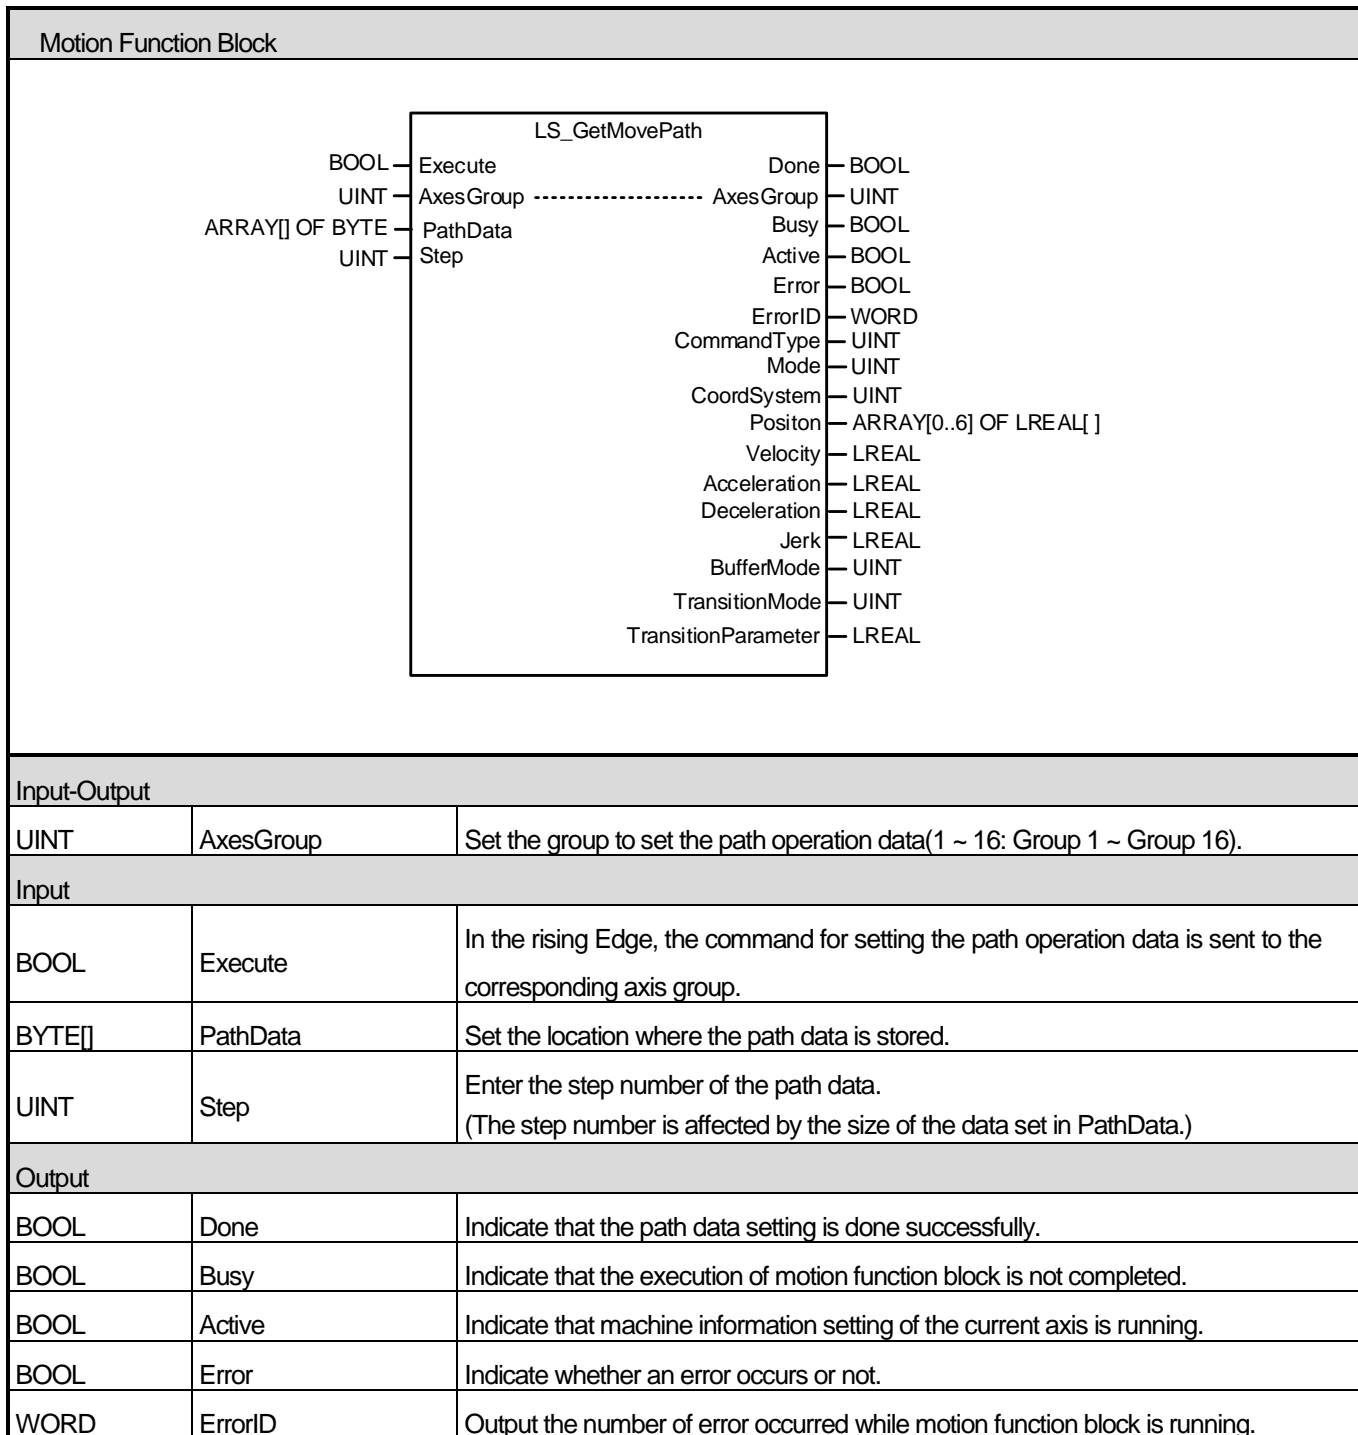 Motion Function Block
LS_GetMovePath
BOOL Execute Done BOOL
UINT AxesGroup AxesGroup UINT
ARRAY[] OF BYTE PathData Busy BOOL
UINT Step Active BOOL
Error BOOL
ErrorID WORD
CommandType UINT
Mode UINT
CoordSystem UINT
Positon ARRAY[0..6] OF LREAL[ ]
Velocity LREAL
Acceleration LREAL
Deceleration LREAL
Jerk LREAL
BufferMode UINT
TransitionMode UINT
TransitionParameter LREAL
Input-Output
UINT AxesGroup Set the group to set the path operation data(1 ~ 16: Group 1 ~ Group 16).
Input
BOOL Execute In the rising Edge, the command for setting the path operation data is sent to the
corresponding axis group.
BYTE[] PathData Set the location where the path data is stored.
UINT Step Enter the step number of the path data.
(The step number is affected by the size of the data set in PathData.)
Output
BOOL Done Indicate that the path data setting is done successfully.
BOOL Busy Indicate that the execution of motion function block is not completed.
BOOL Active Indicate that machine information setting of the current axis is running.
BOOL Error Indicate whether an error occurs or not.
WORD ErrorID Output the number of error occurred while motion function block is running.